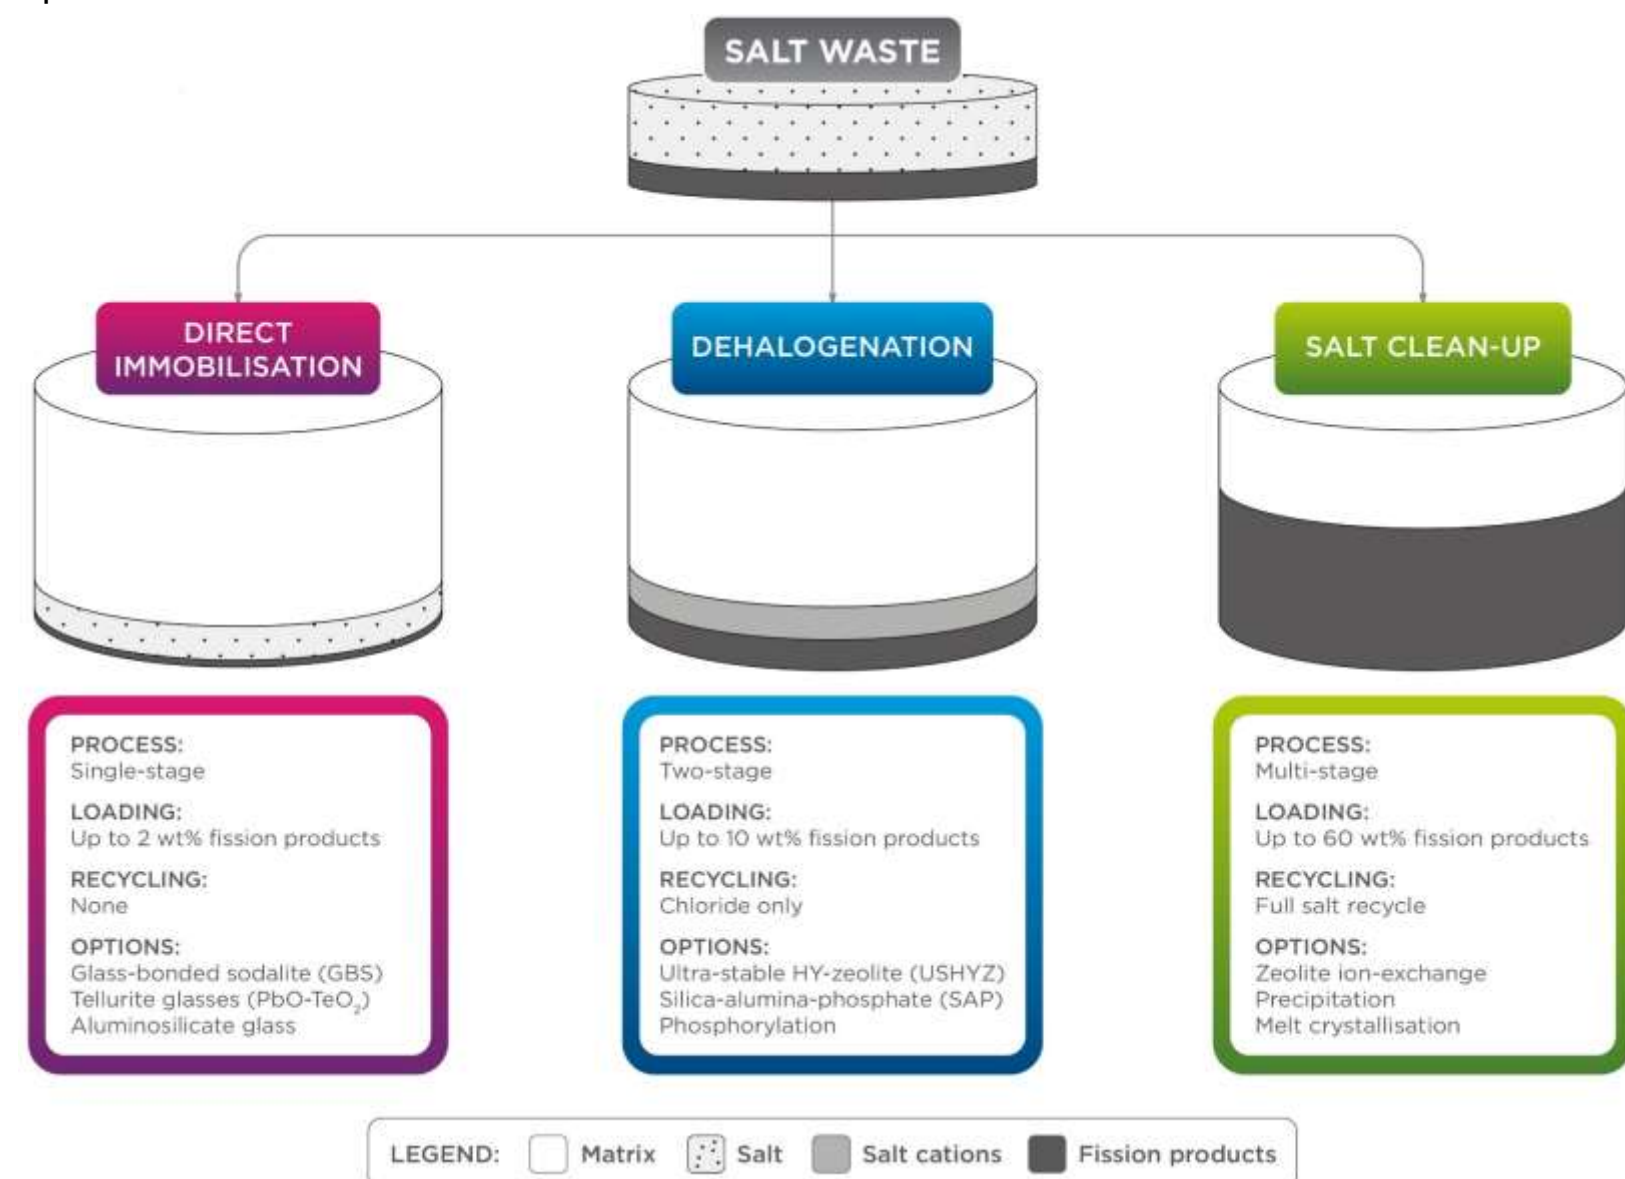 SALT WASTE
DIRECT
IMMOBILISATION
DEHALOGENATION
SALT CLEAN-UP
PROCESS:
Single-stage
LOADING:
Up to 2 wt% fission products
RECYCLING:
None
OPTIONS:
Glass-bonded sodalite (GBS)
Tellurite glasses (PbO-TeO₂)
Aluminosilicate glass
PROCESS:
Two-stage
LOADING:
Up to 10 wt% fission products
RECYCLING:
Chloride only
OPTIONS:
Ultra-stable HY-zeolite (USHYZ)
Silica-alumina-phosphate (SAP)
Phosphorylation
PROCESS:
Multi-stage
LOADING:
Up to 60 wt% fission products
RECYCLING:
Full salt recycle
OPTIONS:
Zeolite ion-exchange
Precipitation
Melt crystallisation
LEGEND: Matrix Salt Salt cations Fission products